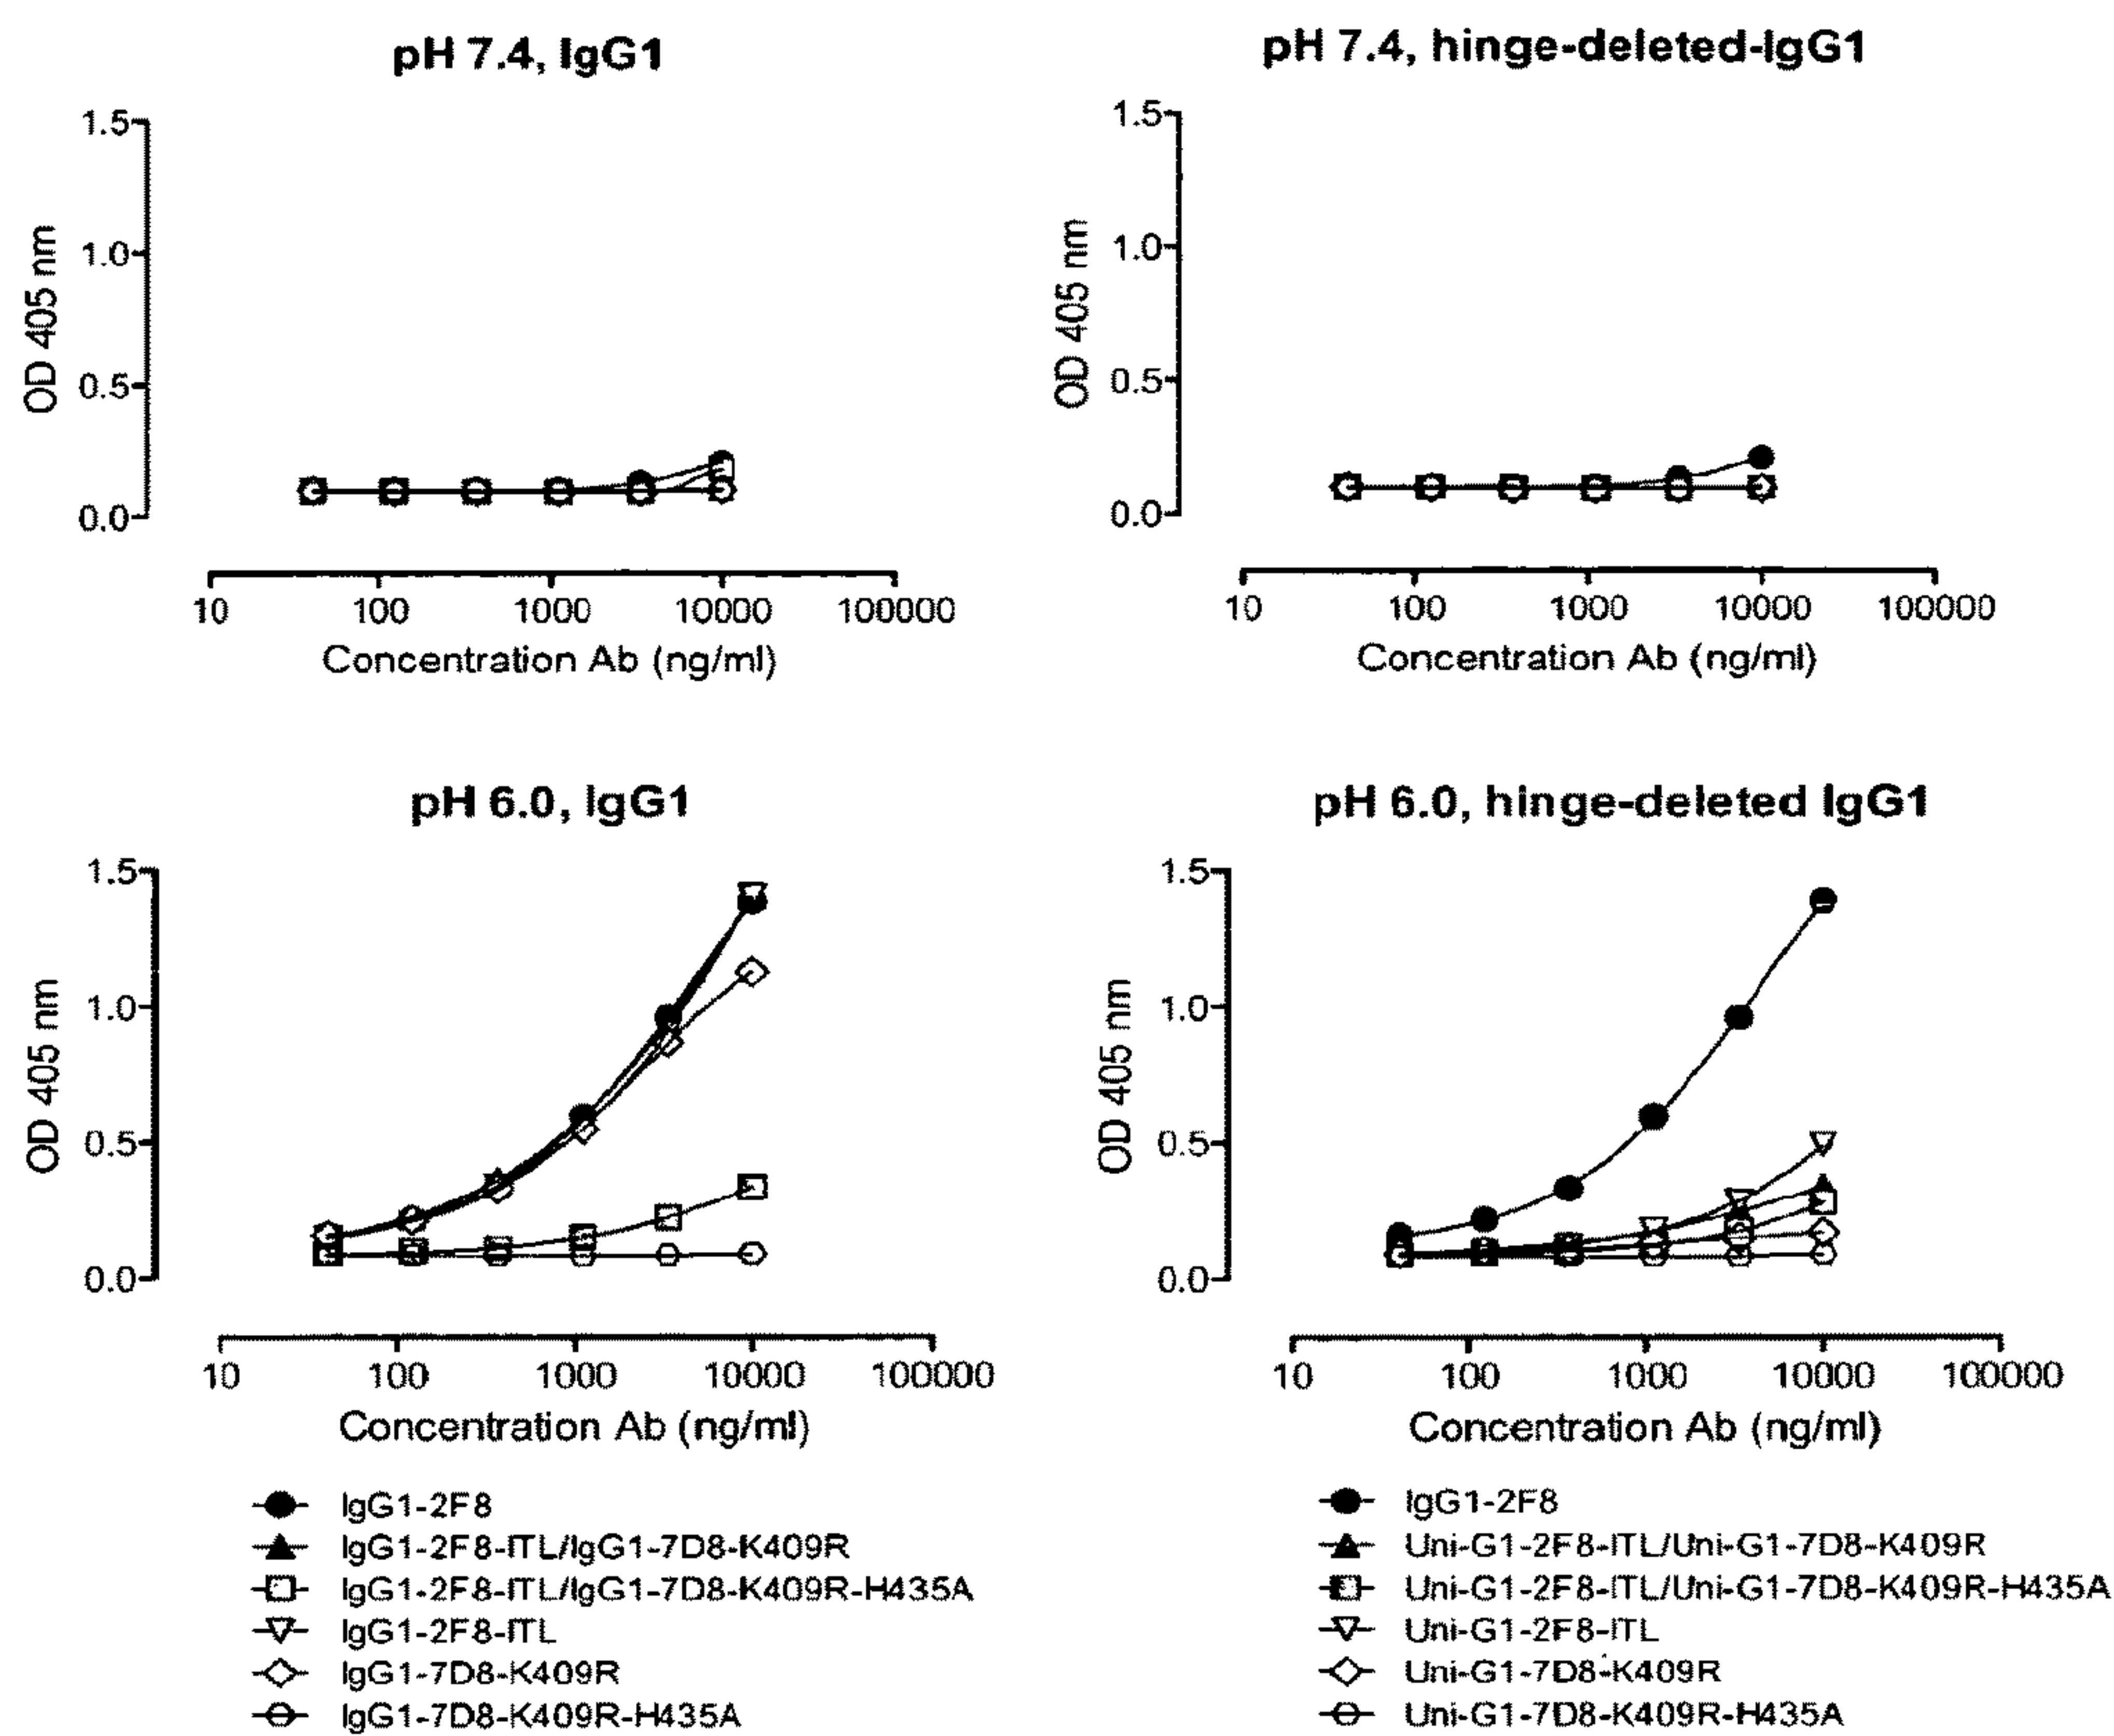 pH 7.4, IgG1
1.5
1.0
0.5
0.0
OD 405 nm
10 100 1000 10000 100000
Concentration Ab (ng/ml)
pH 7.4, hinge-deleted-IgG1
1.5
1.0
0.5
0.0
OD 405 nm
10 100 1000 10000 100000
Concentration Ab (ng/ml)
pH 6.0, IgG1
1.5
1.0
0.5
0.0
OD 405 nm
10 100 1000 10000 100000
Concentration Ab (ng/ml)
IgG1-2F8
IgG1-2F8-ITL/IgG1-7D8-K409R
IgG1-2F8-ITL/IgG1-7D8-K409R-H435A
IgG1-2F8-ITL
IgG1-7D8-K409R
IgG1-7D8-K409R-H435A
pH 6.0, hinge-deleted IgG1
1.5
1.0
0.5
0.0
OD 405 nm
10 100 1000 10000 100000
Concentration Ab (ng/ml)
IgG1-2F8
Uni-G1-2F8-ITL/Uni-G1-7D8-K409R
Uni-G1-2F8-ITL/Uni-G1-7D8-K409R-H435A
Uni-G1-2F8-ITL
Uni-G1-7D8-K409R
Uni-G1-7D8-K409R-H435A